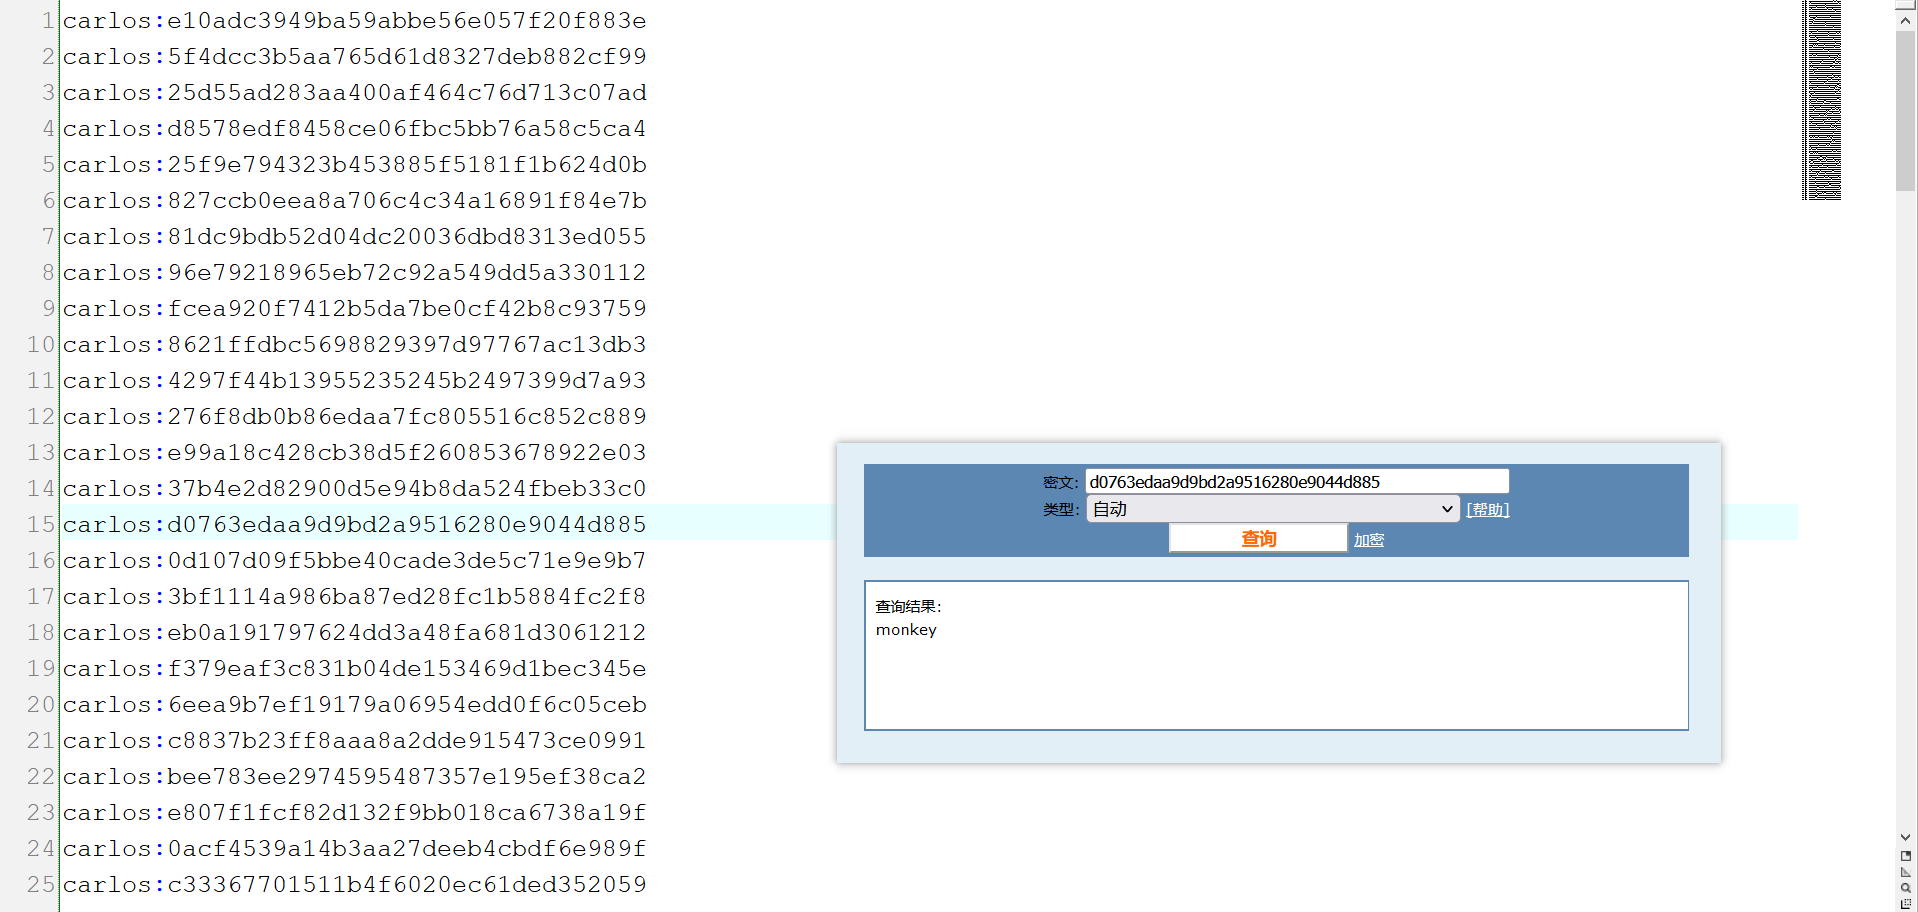 1 carlos:e10adc3949ba59abbe56e057f20f883e
2 carlos:5f4dcc3b5aa765d61d8327deb882cf99
3 carlos:25d55ad283aa400af464c76d713c07ad
4 carlos:d8578edf8458ce06fbc5bb76a58c5ca4
5 carlos:25f9e794323b453885f5181f1b624d0b
6 carlos:827ccb0eea8a706c4c34a16891f84e7b
7 carlos:81dc9bdb52d04dc20036dbd8313ed055
8 carlos:96e79218965eb72c92a549dd5a330112
9 carlos:fcea920f7412b5da7be0cf42b8c93759
10 carlos:8621ffdbc5698829397d97767ac13db3
11 carlos:4297f44b13955235245b2497399d7a93
12 carlos:276f8db0b86edaa7fc805516c852c889
13 carlos:e99a18c428cb38d5f260853678922e03
14 carlos:37b4e2d82900d5e94b8da524fbeb33c0
15 carlos:d0763edaa9d9bd2a9516280e9044d885
16 carlos:0d107d09f5bbe40cade3de5c71e9e9b7
17 carlos:3bf1114a986ba87ed28fc1b5884fc2f8
18 carlos:eb0a191797624dd3a48fa681d3061212
19 carlos:f379eaf3c831b04de153469d1bec345e
20 carlos:6eea9b7ef19179a06954edd0f6c05ceb
21 carlos:c8837b23ff8aaa8a2dde915473ce0991
22 carlos:bee783ee2974595487357e195ef38ca2
23 carlos:e807f1fcf82d132f9bb018ca6738a19f
24 carlos:0acf4539a14b3aa27deeb4cbdf6e989f
25 carlos:c33367701511b4f6020ec61ded352059
密文: d0763edaa9d9bd2a9516280e9044d885
类型: 自动 [帮助]
查询 加密
查询结果:
monkey